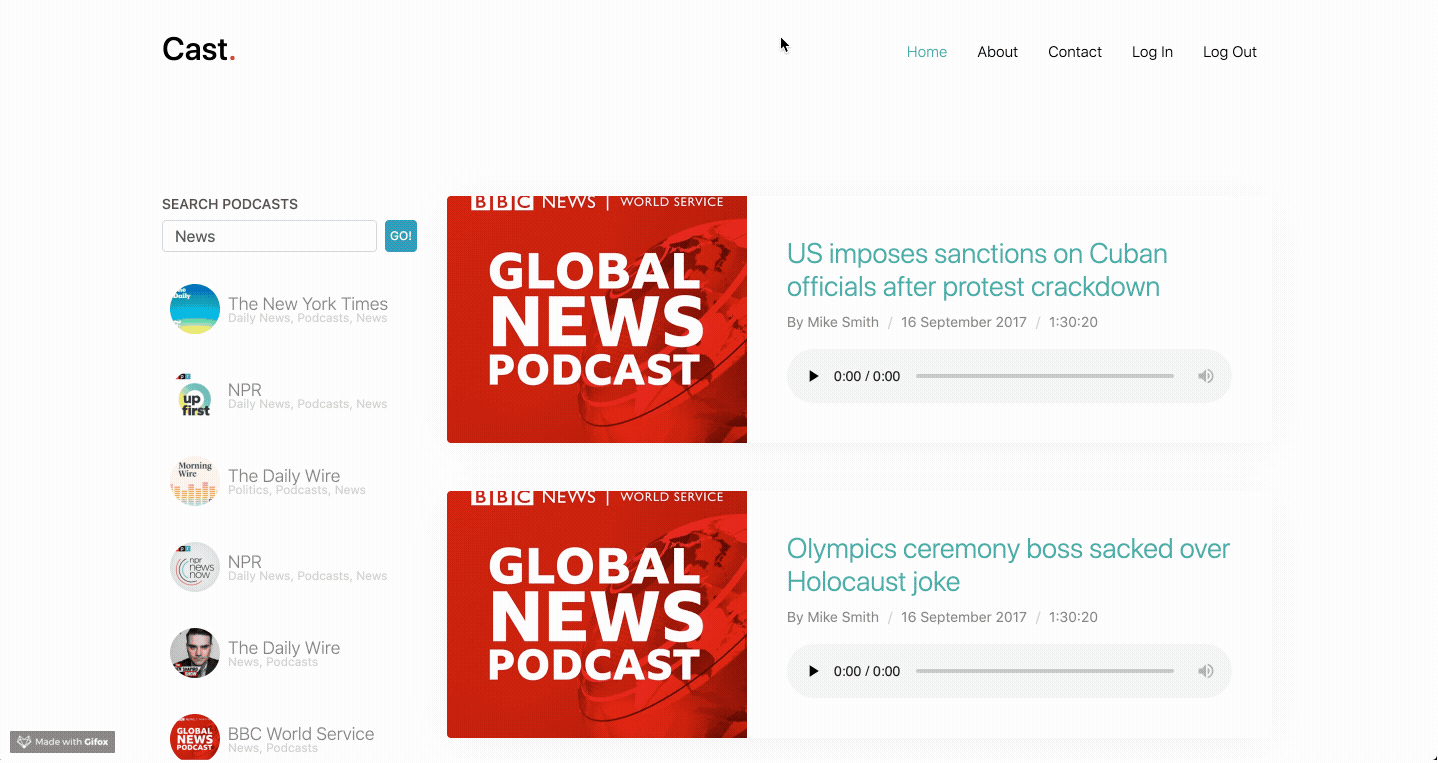 Cast.
Home About Contact Log In Log Out
SEARCH PODCASTS
News GO!
The New York Times
Daily News, Podcasts, News
up first
NPR
Daily News, Podcasts, News
Morning Wire
The Daily Wire
Politics, Podcasts, News
npr news now
NPR
Daily News, Podcasts, News
The Daily Wire
News, Podcasts
GLOBAL NEWS PODCAST
BBC World Service
News, Podcasts
BBC NEWS | WORLD SERVICE
GLOBAL
NEWS
PODCAST
US imposes sanctions on Cuban
officials after protest crackdown
By Mike Smith / 16 September 2017 / 1:30:20
0:00 / 0:00
BBC NEWS | WORLD SERVICE
GLOBAL
NEWS
PODCAST
Olympics ceremony boss sacked over
Holocaust joke
By Mike Smith / 16 September 2017 / 1:30:20
0:00 / 0:00
Made with Gifox